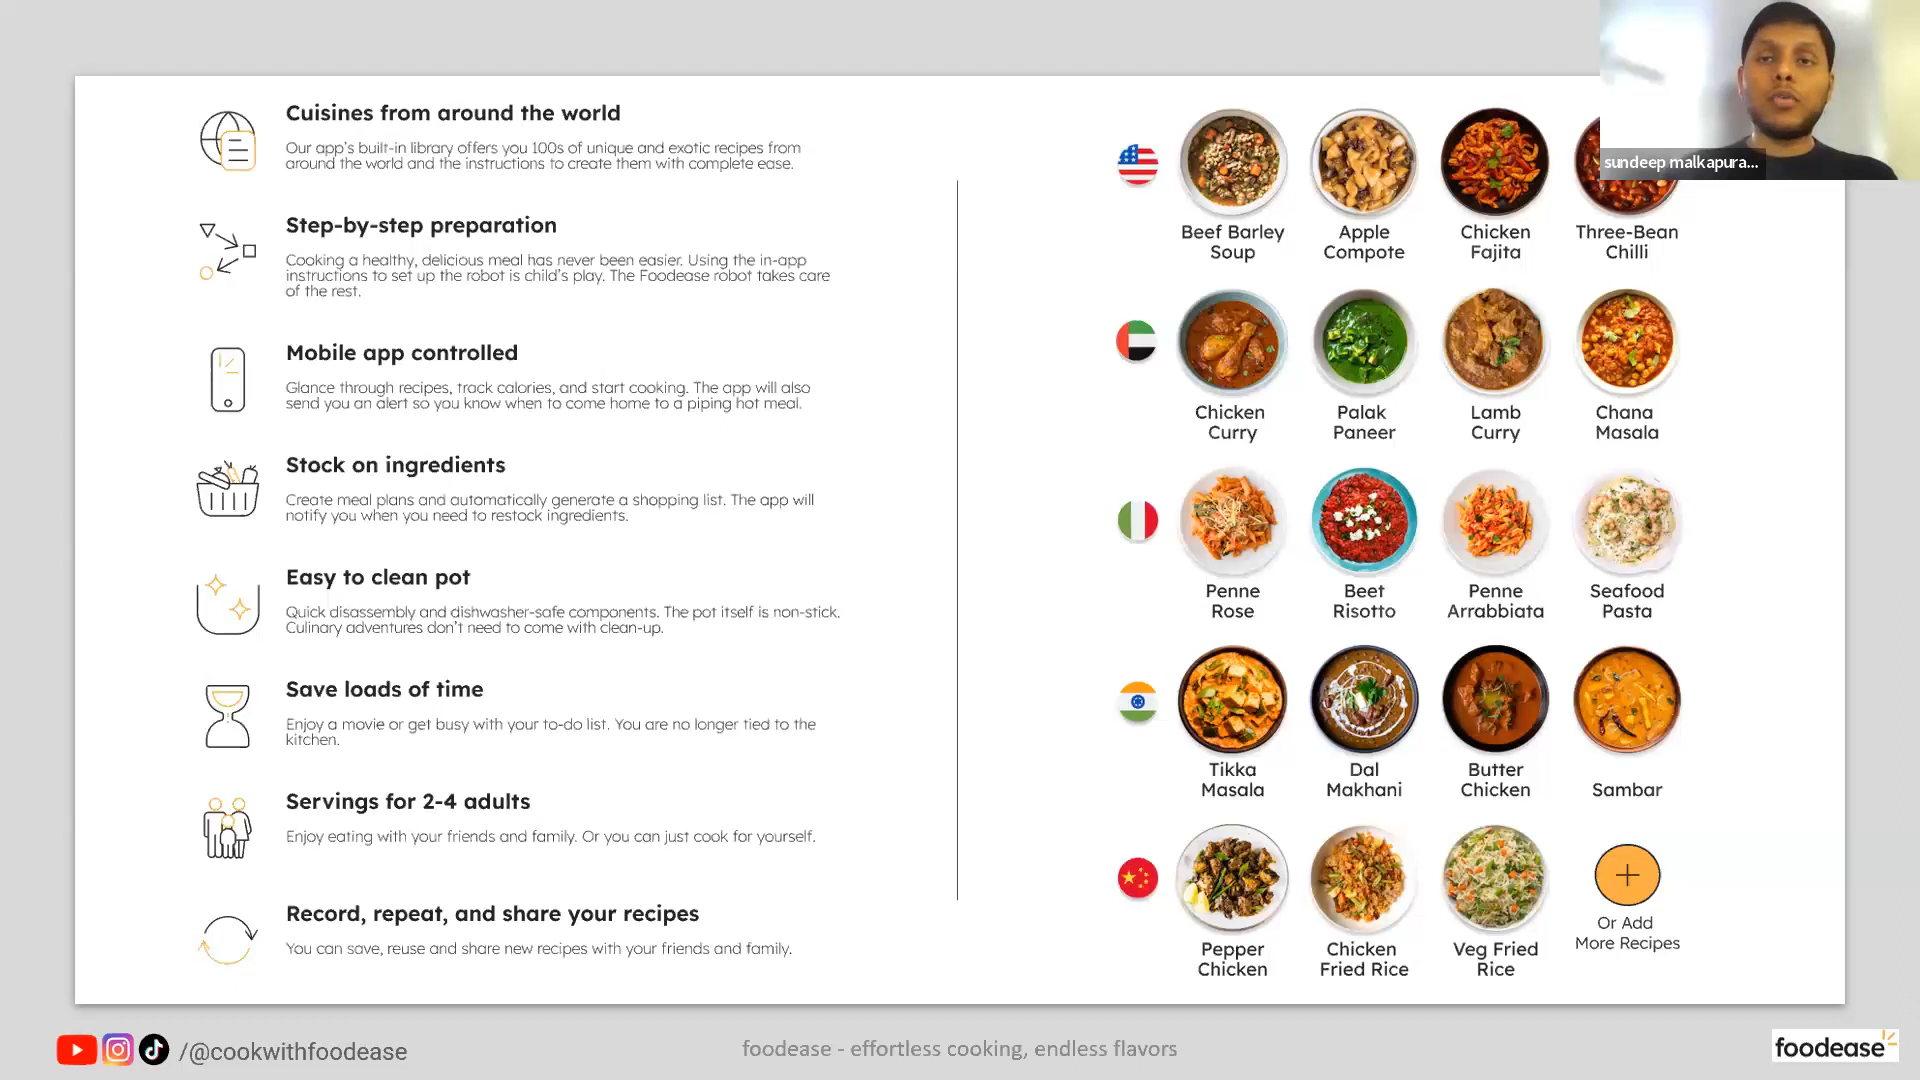 Cuisines from around the world
Our app's built-in library offers you 100s of unique and exotic recipes from
around the world and the instructions to create them with complete ease.
Step-by-step preparation
Cooking a healthy, delicious meal has never been easier. Using the in-app
instructions to set up the robot is child's play. The Foodease robot takes care
of the rest.
Mobile app controlled
Glance through recipes, track calories, and start cooking. The app will also
send you an alert so you know when to come home to a piping hot meal.
Stock on ingredients
Create meal plans and automatically generate a shopping list. The app will
notify you when you need to restock ingredients.
Easy to clean pot
Quick disassembly and dishwasher-safe components. The pot itself is non-stick.
Culinary adventures don't need to come with clean-up.
Save loads of time
Enjoy a movie or get busy with your to-do list. You are no longer tied to the
kitchen.
Servings for 2-4 adults
Enjoy eating with your friends and family. Or you can just cook for yourself.
Record, repeat, and share your recipes
You can save, reuse and share new recipes with your friends and family.
sundeep malkapura...
Beef Barley
Soup
Apple
Compote
Chicken
Fajita
Three-Bean
Chilli
Chicken
Curry
Palak
Paneer
Lamb
Curry
Chana
Masala
Penne
Rose
Beet
Risotto
Penne
Arrabbiata
Seafood
Pasta
Tikka
Masala
Dal
Makhani
Butter
Chicken
Sambar
Pepper
Chicken
Chicken
Fried Rice
Veg Fried
Rice
Or Add
More Recipes
/@cookwithfoodease
foodease - effortless cooking, endless flavors
foodease